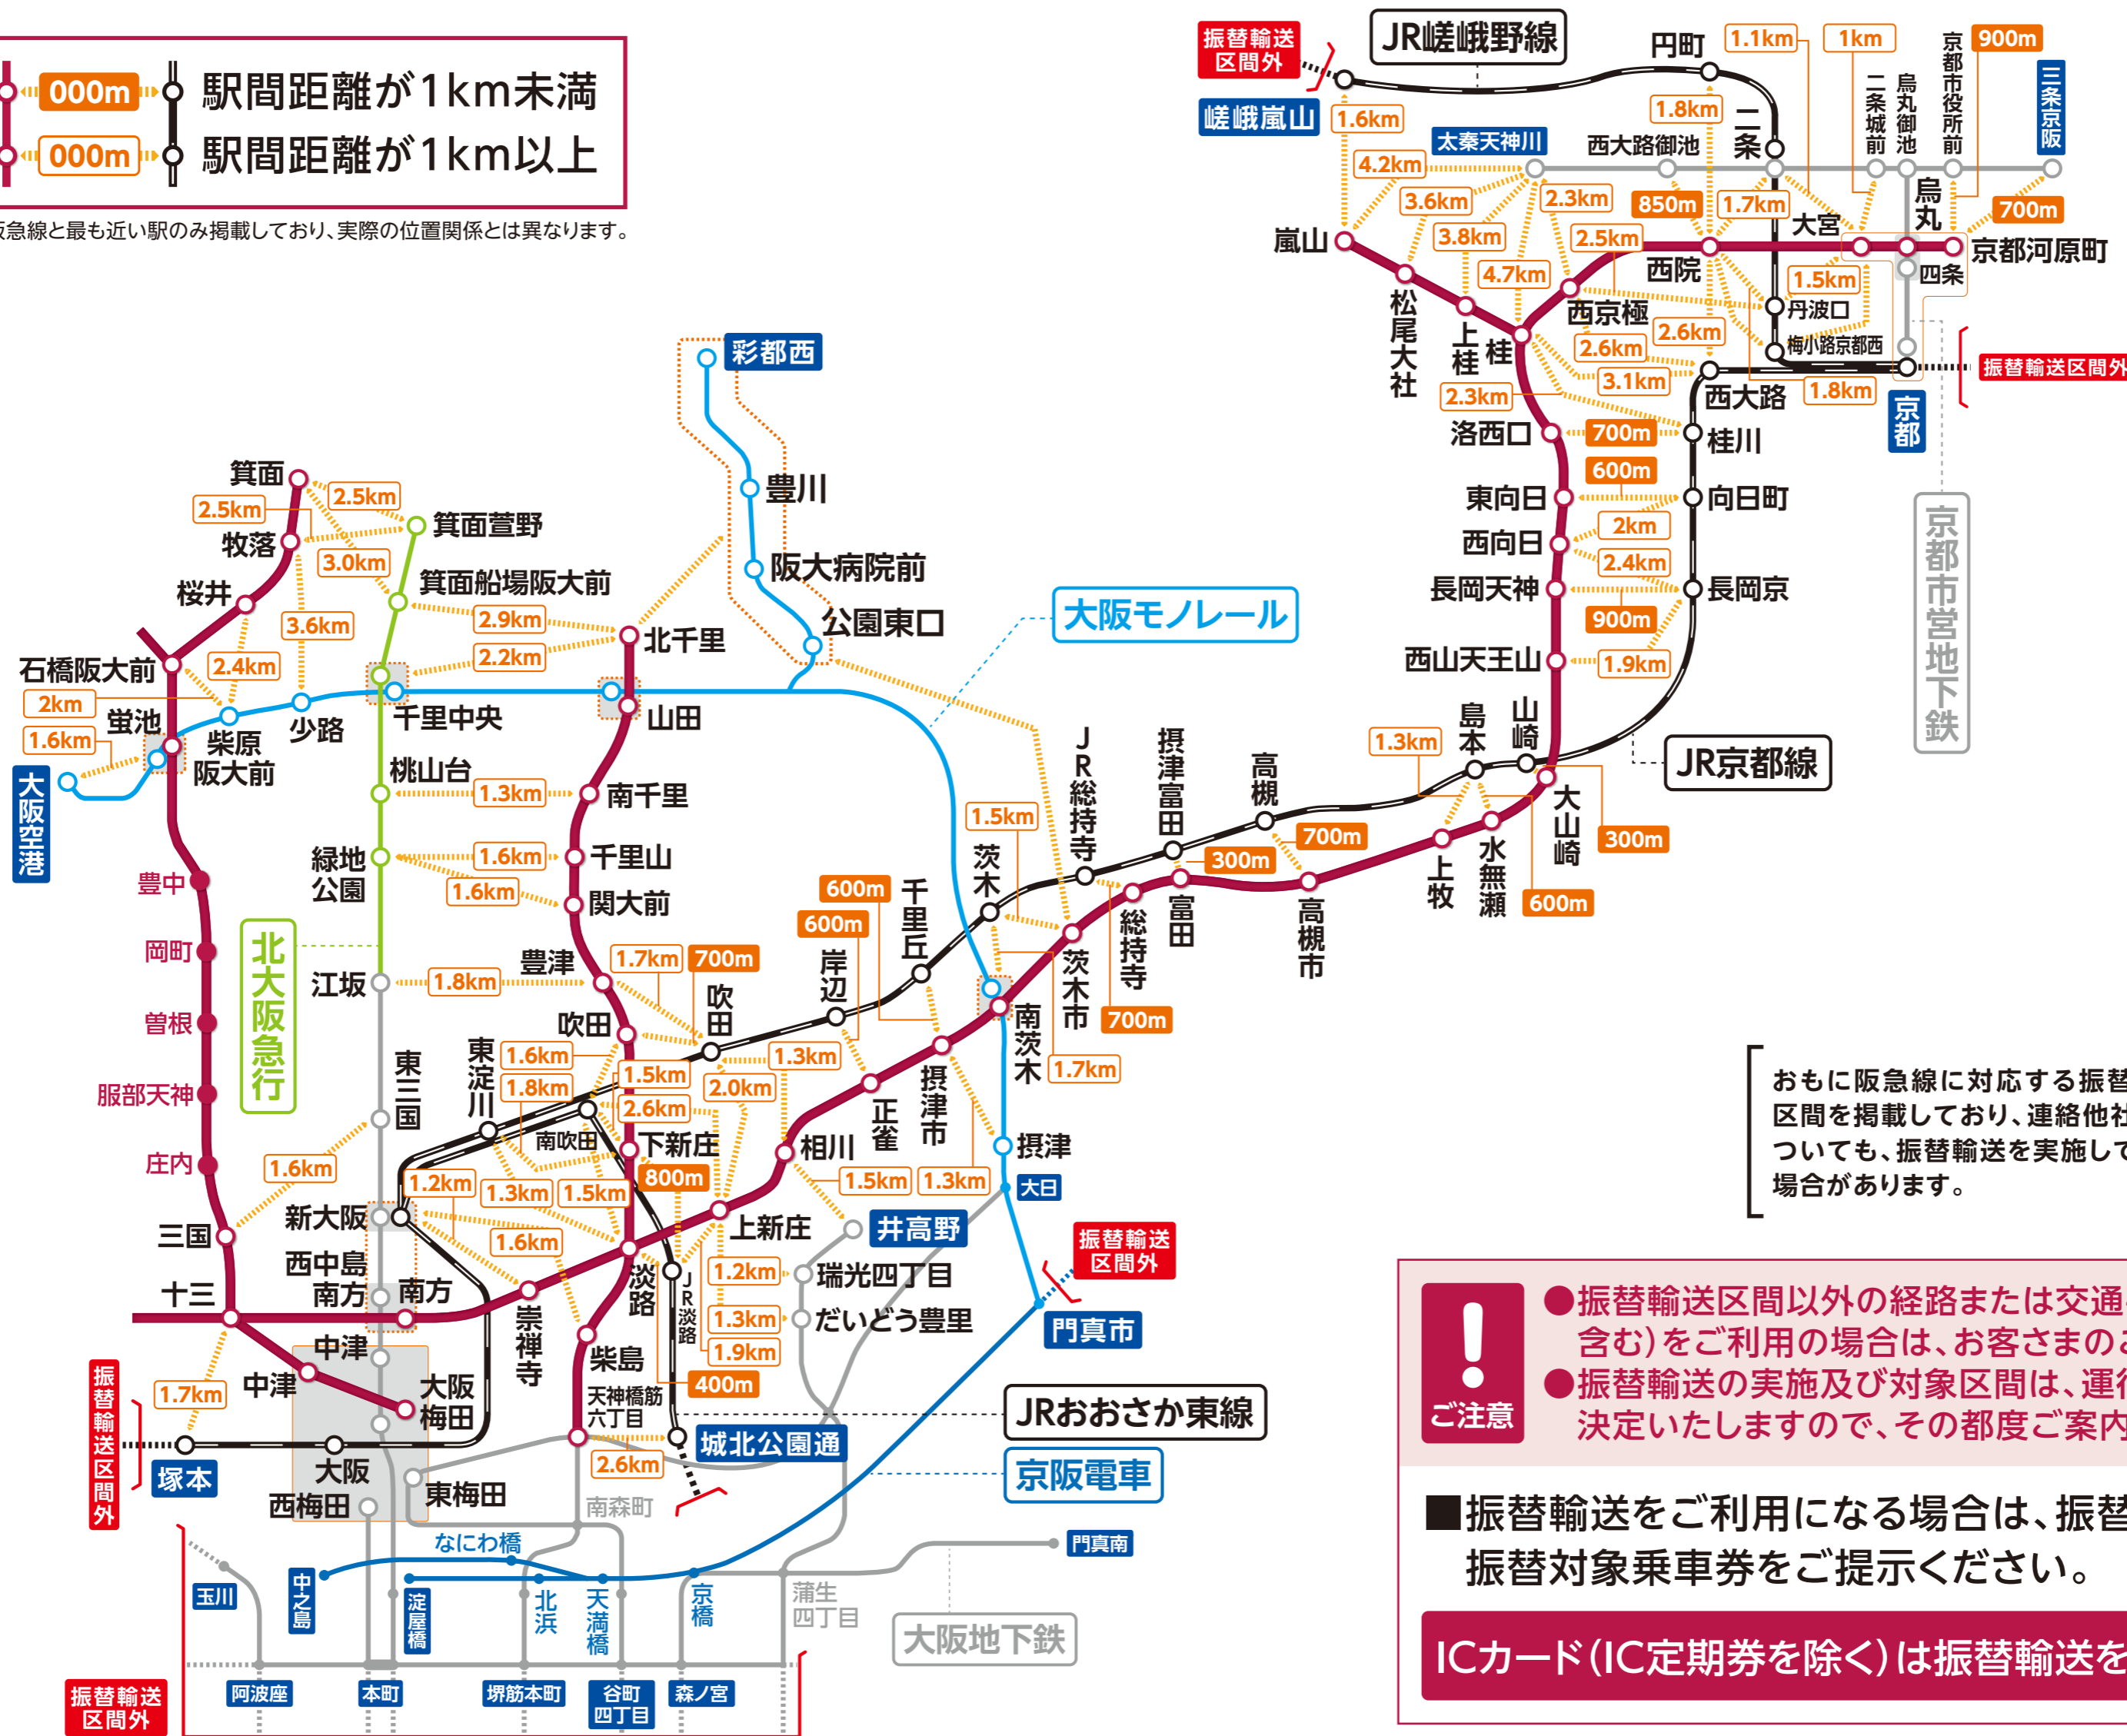 000m
駅間距離が1km未満
000m
駅間距離が1km以上
急線と最も近い駅のみ掲載しており、実際の位置関係とは異なります。
振替輸送
区間外
JR嵯峨野線
嵯峨嵐山
1.6km
円町
1.1km
1km
京都市役所前
900m
三条京阪
1.8km
二条
二条城前
烏丸御池
太秦天神川
西大路御池
4.2km
3.6km
2.3km
850m
1.7km
大宮
烏丸
700m
嵐山
3.8km
2.5km
西院
京都河原町
四条
4.7km
1.5km
松尾大社
上桂
桂
西京極
丹波口
2.6km
2.6km
梅小路京都西
振替輸送区間外
3.1km
1.8km
2.3km
西大路
京都
洛西口
700m
桂川
600m
東向日
向日町
2km
西向日
2.4km
長岡天神
長岡京
900m
西山天王山
1.9km
京都市営地下鉄
彩都西
豊川
阪大病院前
公園東口
大阪モノレール
箕面
2.5km
2.5km
箕面萱野
牧落
3.0km
箕面船場阪大前
桜井
3.6km
2.9km
北千里
2.2km
石橋阪大前
2.4km
2km
蛍池
1.6km
柴原
阪大前
少路
千里中央
山田
大阪空港
桃山台
1.3km
南千里
緑地
公園
1.6km
千里山
1.6km
関大前
豊中
岡町
曽根
服部天神
庄内
北大阪急行
江坂
1.8km
豊津
1.7km
700m
吹田
吹田
東三国
東淀川
1.6km
1.8km
1.5km
2.6km
2.0km
1.3km
南吹田
下新庄
800m
1.6km
1.2km
1.3km
1.5km
1.6km
三国
新大阪
西中島
南方
南方
十三
中津
中津
大阪
梅田
1.7km
振替輸送区間外
塚本
大阪
西梅田
東梅田
崇禅寺
淡路
JR淡路
柴島
天神橋筋
六丁目
2.6km
400m
城北公園通
南森町
上新庄
1.2km
1.3km
1.9km
井高野
瑞光四丁目
だいどう豊里
相川
1.5km
1.3km
正雀
摂津市
岸辺
千里丘
600m
600m
茨木
1.5km
南茨木
1.7km
茨木市
JR総持寺
総持寺
700m
摂津富田
300m
富田
高槻
700m
高槻市
島本
1.3km
山崎
上牧
水無瀬
600m
大山崎
300m
JR京都線
摂津
大日
振替輸送
区間外
門真市
JRおおさか東線
京阪電車
門真南
大阪地下鉄
なにわ橋
玉川
中之島
淀屋橋
北浜
天満橋
京橋
蒲生
四丁目
振替輸送
区間外
阿波座
本町
堺筋本町
谷町
四丁目
森ノ宮
おもに阪急線に対応する振替
区間を掲載しており、連絡他社
ついても、振替輸送を実施して
場合があります。
ご注意
●振替輸送区間以外の経路または交通
含む)をご利用の場合は、お客さまの
●振替輸送の実施及び対象区間は、運
決定いたしますので、その都度ご案内
■振替輸送をご利用になる場合は、振替
振替対象乗車券をご提示ください。
ICカード(IC定期券を除く)は振替輸送を